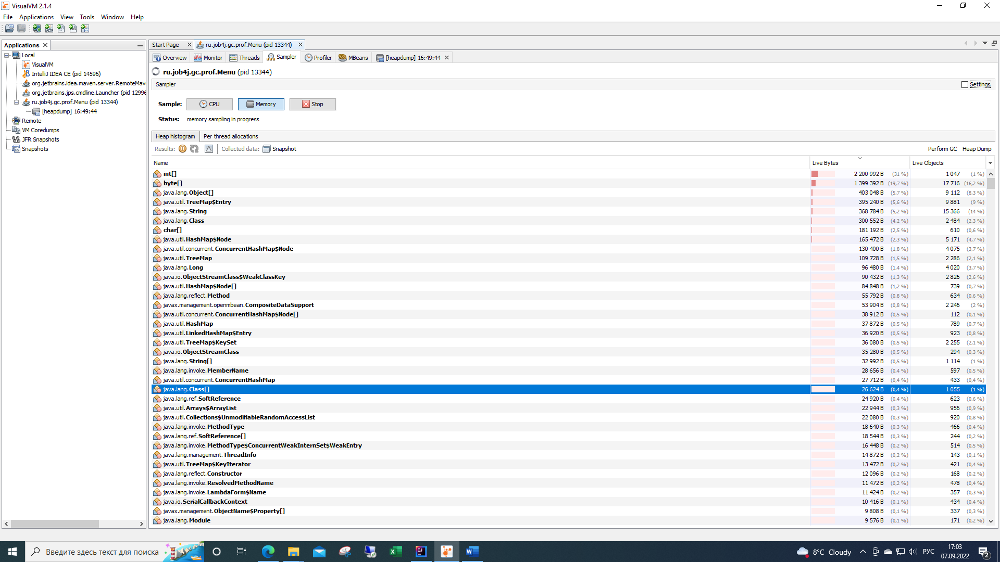 VisualVM 2.1.4
File Applications View Tools Window Help
Applications
Local
VisualVM
IntelliJ IDEA CE (pid 14596)
org.jetbrains.idea.maven.server.RemoteMav
org.jetbrains.jps.cmdline.Launcher (pid 12996
ru.job4j.gc.prof.Menu (pid 13344)
[heapdump] 16:49:44
Remote
VM Coredumps
JFR Snapshots
Snapshots
Start Page ru.job4j.gc.prof.Menu (pid 13344)
Overview Monitor Threads Sampler Profiler MBeans [heapdump] 16:49:44
ru.job4j.gc.prof.Menu (pid 13344)
Sampler Settings
Sample: CPU Memory Stop
Status: memory sampling in progress
Heap histogram Per thread allocations
Results: Collected data: Snapshot Perform GC Heap Dump
Name Live Bytes Live Objects
int[] 2 200 992 B (31 %) 1 047 (1 %)
byte[] 1 399 392 B (19,7 %) 17 716 (16,2 %)
java.lang.Object[] 403 048 B (5,7 %) 9 112 (8,3 %)
java.util.TreeMap$Entry 395 240 B (5,6 %) 9 881 (9 %)
java.lang.String 368 784 B (5,2 %) 15 366 (14 %)
java.lang.Class 300 552 B (4,2 %) 2 484 (2,3 %)
char[] 181 192 B (2,5 %) 610 (0,6 %)
java.util.HashMap$Node 165 472 B (2,3 %) 5 171 (4,7 %)
java.util.concurrent.ConcurrentHashMap$Node 130 400 B (1,8 %) 4 075 (3,7 %)
java.util.TreeMap 109 728 B (1,5 %) 2 286 (2,1 %)
java.lang.Long 96 480 B (1,4 %) 4 020 (3,7 %)
java.io.ObjectStreamClass$WeakClassKey 90 432 B (1,3 %) 2 826 (2,6 %)
java.util.HashMap$Node[] 84 848 B (1,2 %) 739 (0,7 %)
java.lang.reflect.Method 55 792 B (0,8 %) 634 (0,6 %)
javax.management.openmbean.CompositeDataSupport 53 904 B (0,8 %) 2 246 (2 %)
java.util.concurrent.ConcurrentHashMap$Node[] 38 912 B (0,5 %) 112 (0,1 %)
java.util.HashMap 37 872 B (0,5 %) 789 (0,7 %)
java.util.LinkedHashMap$Entry 36 920 B (0,5 %) 923 (0,8 %)
java.util.TreeMap$KeySet 36 080 B (0,5 %) 2 255 (2,1 %)
java.io.ObjectStreamClass 35 280 B (0,5 %) 294 (0,3 %)
java.lang.String[] 32 992 B (0,5 %) 1 114 (1 %)
java.lang.invoke.MemberName 28 656 B (0,4 %) 597 (0,5 %)
java.util.concurrent.ConcurrentHashMap 27 712 B (0,4 %) 433 (0,4 %)
java.lang.Class[] 26 624 B (0,4 %) 1 055 (1 %)
java.lang.ref.SoftReference 24 920 B (0,4 %) 623 (0,6 %)
java.util.Arrays$ArrayList 22 944 B (0,3 %) 956 (0,9 %)
java.util.Collections$UnmodifiableRandomAccessList 22 080 B (0,3 %) 920 (0,8 %)
java.lang.invoke.MethodType 18 640 B (0,3 %) 466 (0,4 %)
java.lang.ref.SoftReference[] 18 544 B (0,3 %) 244 (0,2 %)
java.lang.invoke.MethodType$ConcurrentWeakInternSet$WeakEntry 16 448 B (0,2 %) 514 (0,5 %)
java.lang.management.ThreadInfo 14 872 B (0,2 %) 143 (0,1 %)
java.util.TreeMap$KeyIterator 13 472 B (0,2 %) 421 (0,4 %)
java.lang.reflect.Constructor 12 096 B (0,2 %) 168 (0,2 %)
java.lang.invoke.ResolvedMethodName 11 472 B (0,2 %) 478 (0,4 %)
java.lang.invoke.LambdaForm$Name 11 424 B (0,2 %) 357 (0,3 %)
java.io.SerialCallbackContext 10 416 B (0,1 %) 434 (0,4 %)
javax.management.ObjectName$Property[] 9 808 B (0,1 %) 337 (0,3 %)
java.lang.Module 9 576 B (0,1 %) 171 (0,2 %)
Введите здесь текст для поиска
8°C Cloudy РУС 17:03
07.09.2022 2